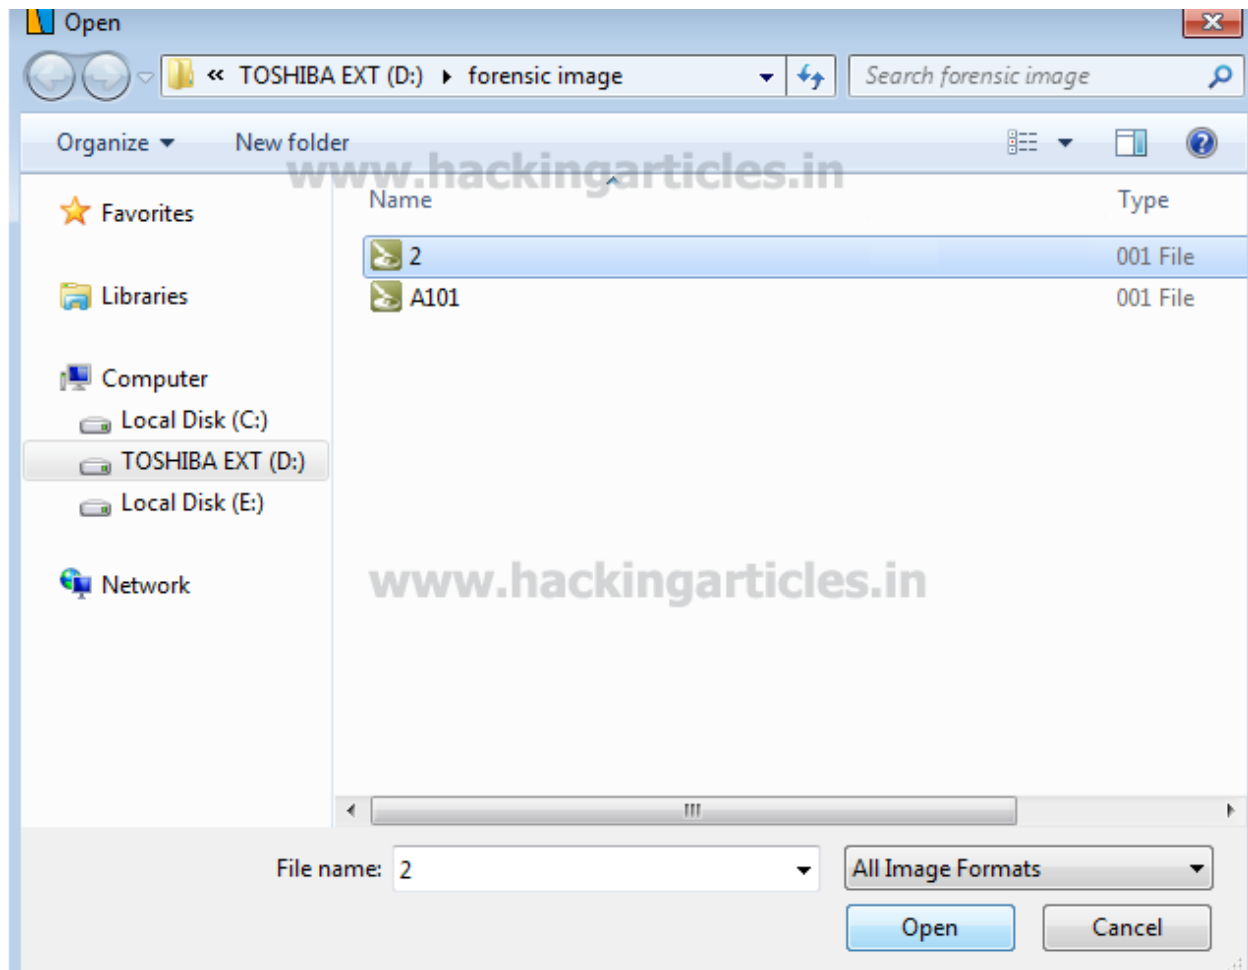 Open
« TOSHIBA EXT (D:) forensic image
Search forensic image
Organize New folder
www.hackingarticles.in
Name Type
Favorites
2 001 File
Libraries
A101 001 File
Computer
Local Disk (C:)
TOSHIBA EXT (D:)
Local Disk (E:)
Network
www.hackingarticles.in
File name: 2 All Image Formats
Open Cancel